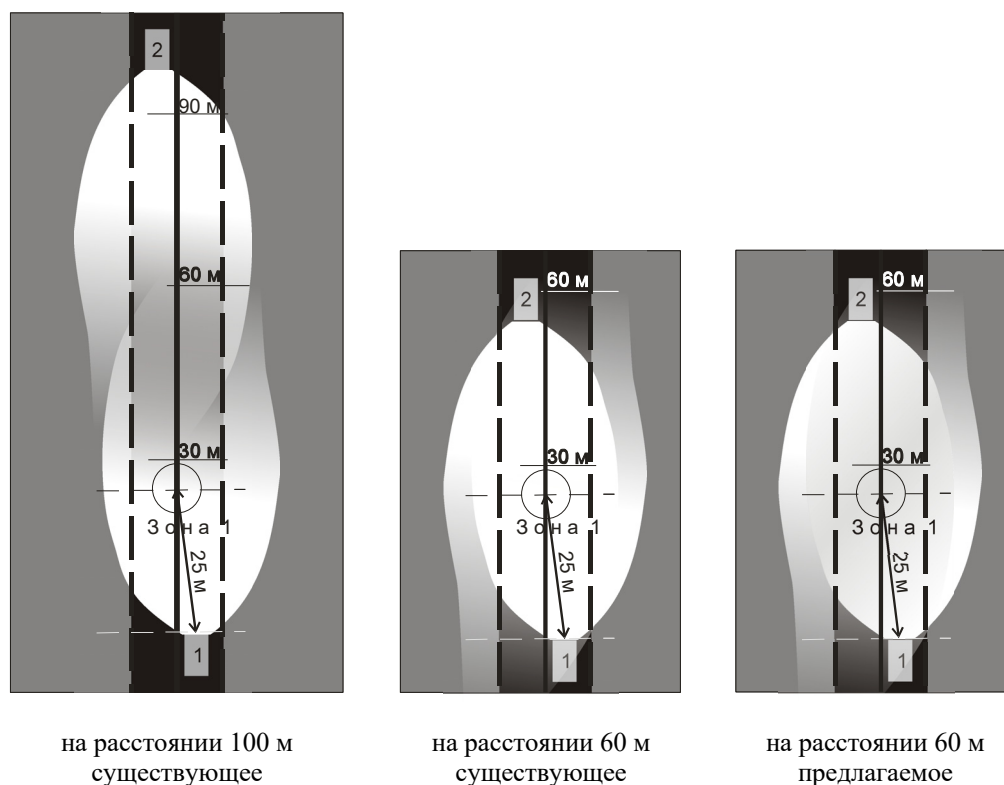 2
90 м
60 м
30 м
Зона 1
25 м
1
на расстоянии 100 м
существующее
2
60 м
30 м
Зона 1
25 м
1
на расстоянии 60 м
существующее
2
60 м
30 м
Зона 1
25 м
1
на расстоянии 60 м
предлагаемое